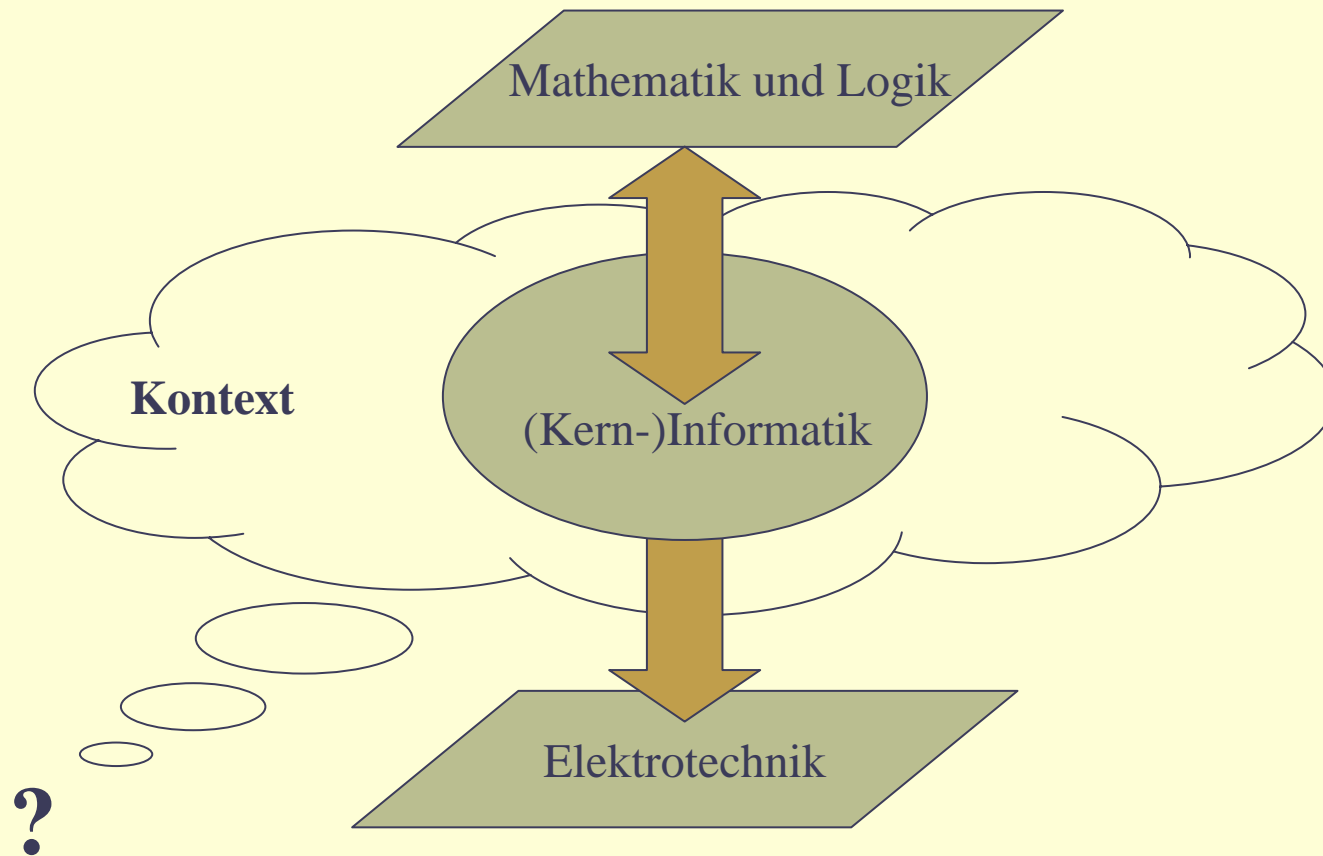 Mathematik und Logik
Kontext
(Kern-)Informatik
Elektrotechnik
?